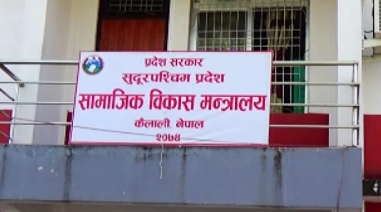 प्रदेश सरकार
सुदूरपश्चिम प्रदेश
सामाजिक विकास मन्त्रालय
कैलाली, नेपाल
२०७४